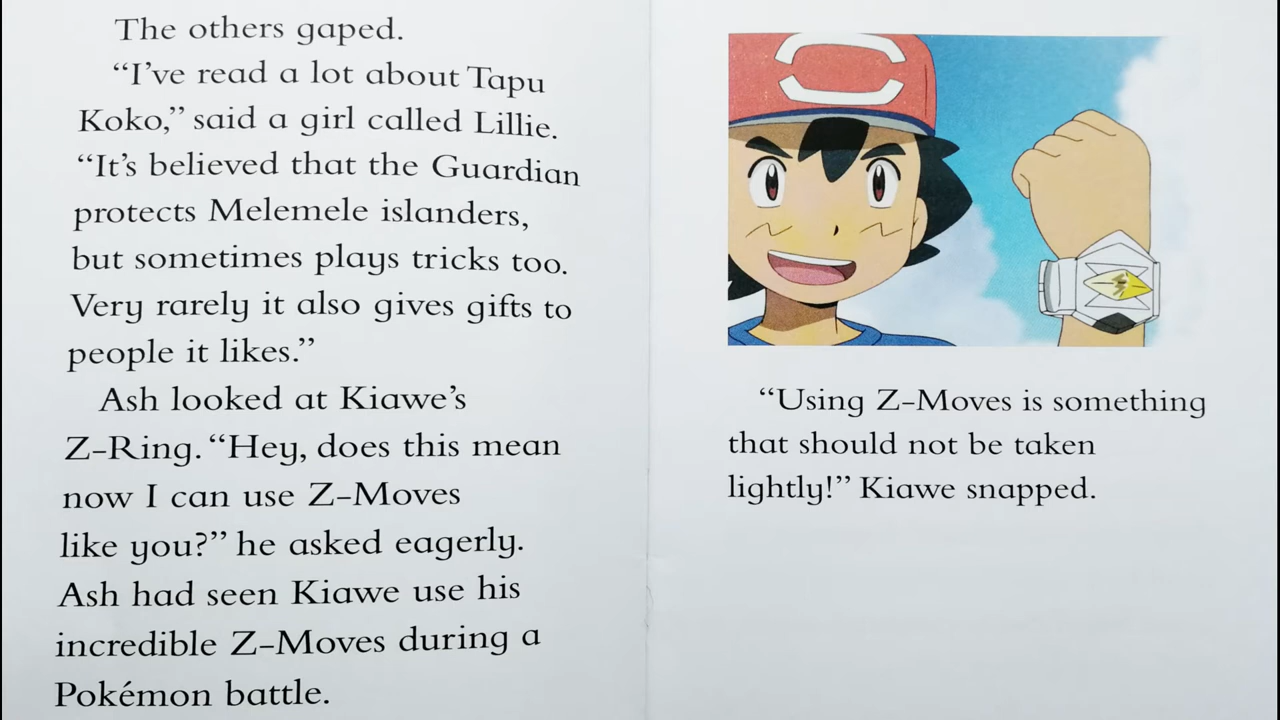 The others gaped.
“I’ve read a lot about Tapu
Koko,” said a girl called Lillie.
“It’s believed that the Guardian
protects Melemele islanders,
but sometimes plays tricks too.
Very rarely it also gives gifts to
people it likes.”
Ash looked at Kiawe’s
Z-Ring. “Hey, does this mean
now I can use Z-Moves
like you?” he asked eagerly.
Ash had seen Kiawe use his
incredible Z-Moves during a
Pokémon battle.
“Using Z-Moves is something
that should not be taken
lightly!” Kiawe snapped.